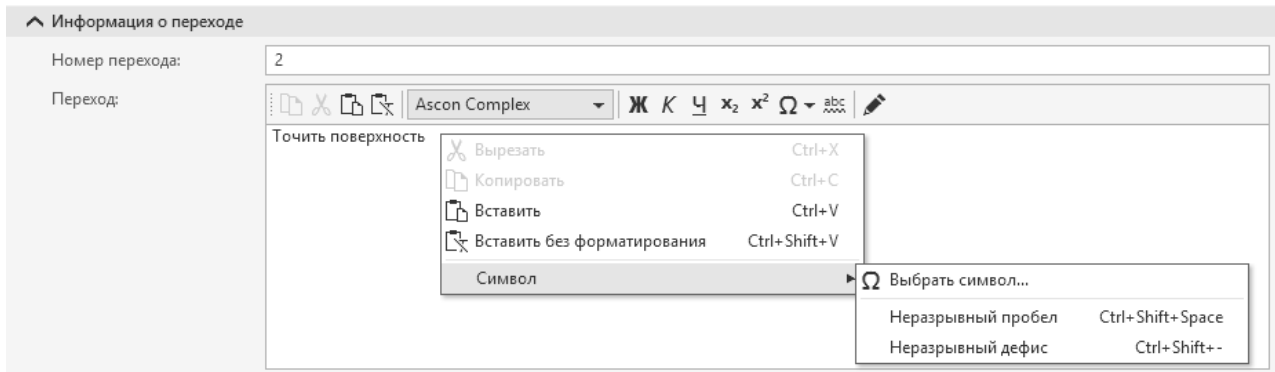 Информация о переходе
Номер перехода: 2
Переход:
Ascon Complex Ж К Ч x₂ x² Ω abc
Точить поверхность
Вырезать Ctrl+X
Копировать Ctrl+C
Вставить Ctrl+V
Вставить без форматирования Ctrl+Shift+V
Символ
Ω Выбрать символ...
Неразрывный пробел Ctrl+Shift+Space
Неразрывный дефис Ctrl+Shift+-